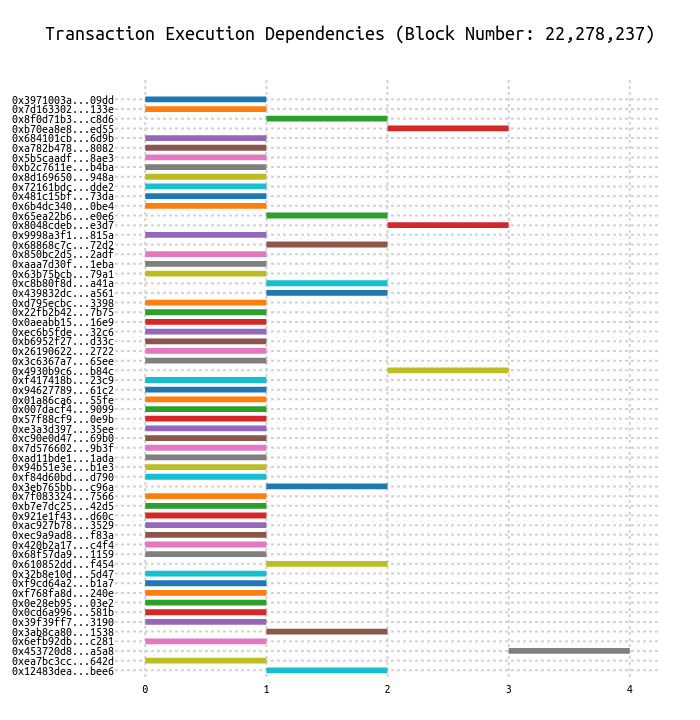 Transaction Execution Dependencies (Block Number: 22,278,237)
0x3971003a...09dd
0x7d163302...133e
0x8f0d71b3...c8d6
0xb70ea8e8...ed55
0x684101cb...6d9b
0xa782b478...8082
0x5b5caadf...8ae3
0xb2c7611e...b4ba
0x8d169650...948a
0x72161bdc...dde2
0x481c15bf...73da
0x6b4dc340...0be4
0x65ea22b6...e0e6
0x8048cdeb...e3d7
0x9998a3f1...815a
0x68868c7c...72d2
0x850bc2d5...2adf
0xaaa7d30f...1eba
0x63b75bcb...79a1
0xc8b80f8d...a41a
0x439832dc...a561
0xd795ecbc...3398
0x22fb2b42...7b75
0x0aeabb15...16e9
0xec6b5fde...32c6
0xb6952f27...d33c
0x26190622...2722
0x3c6367a7...65ee
0x4930b9c6...b84c
0xf417418b...23c9
0x94627789...61c2
0x01a86ca6...55fe
0x007dacf4...9099
0x57f88cf9...0e9b
0xe3a3d397...35ee
0xc90e0d47...69b0
0x7d576602...9b3f
0xad11bde1...1ada
0x94b51e3e...b1e3
0xf84d60bd...d790
0x3eb765bb...c96a
0x7f083324...7566
0xb7e7dc25...42d5
0x921e1f43...d60c
0xac927b78...3529
0xec9a9ad8...f83a
0x420b2a17...c4f4
0x68f57da9...1159
0x610852dd...f454
0x32b8e10d...5d47
0xf9cd64a2...b1a7
0xf768fa8d...240e
0x0e28eb95...03e2
0x0cd6a996...581b
0x39f39ff7...3190
0x3ab8ca80...1538
0x6efb92db...c281
0x453720d8...a5a8
0xea7bc3cc...642d
0x12483dea...bee6
0 1 2 3 4